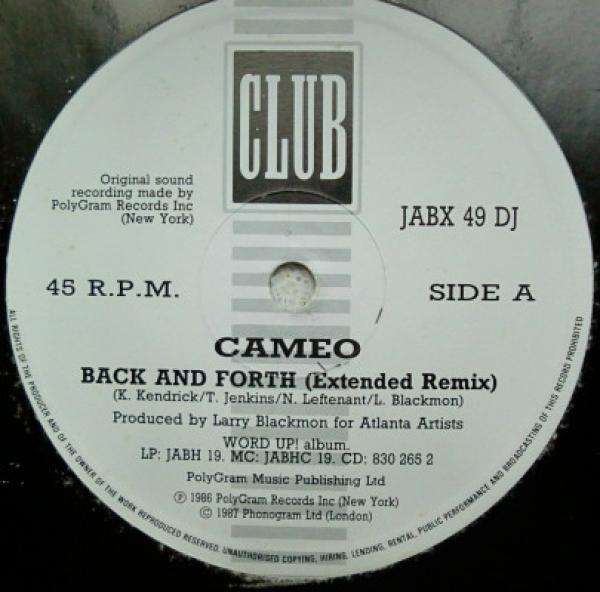 CLUB
Original sound
recording made by
PolyGram Records Inc
(New York)
JABX 49 DJ
45 R.P.M.
SIDE A
CAMEO
BACK AND FORTH (Extended Remix)
(K. Kendrick/T. Jenkins/N. Leftenant/L. Blackmon)
Produced by Larry Blackmon for Atlanta Artists
WORD UP! album.
LP: JABH 19. MC: JABHC 19. CD: 830 265 2
PolyGram Music Publishing Ltd
Ⓟ 1986 PolyGram Records Inc (New York)
© 1987 Phonogram Ltd (London)
ALL RIGHTS OF THE PRODUCER AND OF THE OWNER OF THE WORK REPRODUCED RESERVED. UNAUTHORISED COPYING, HIRING, LENDING, RENTAL, PUBLIC PERFORMANCE AND BROADCASTING OF THIS RECORD PROHIBITED